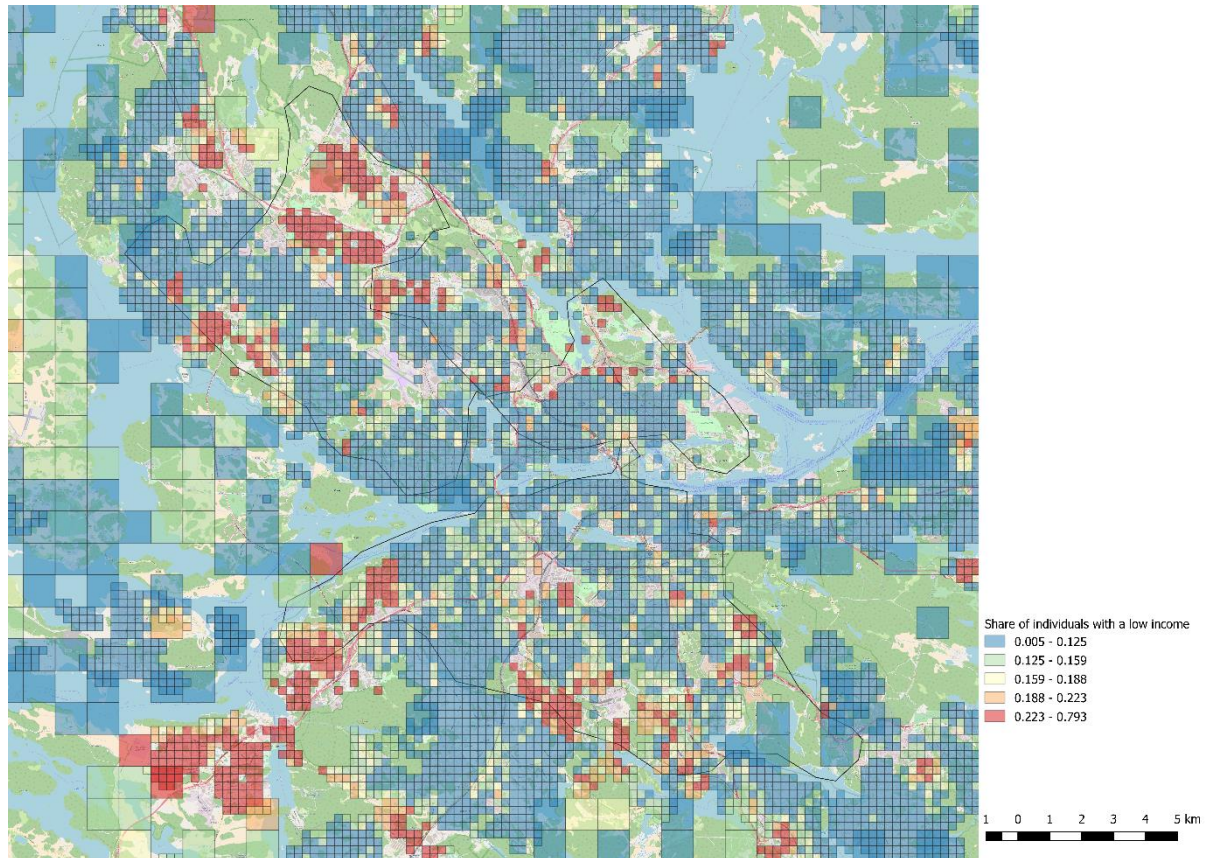 Share of individuals with a low income
0.005 - 0.125
0.125 - 0.159
0.159 - 0.188
0.188 - 0.223
0.223 - 0.793
1 0 1 2 3 4 5 km